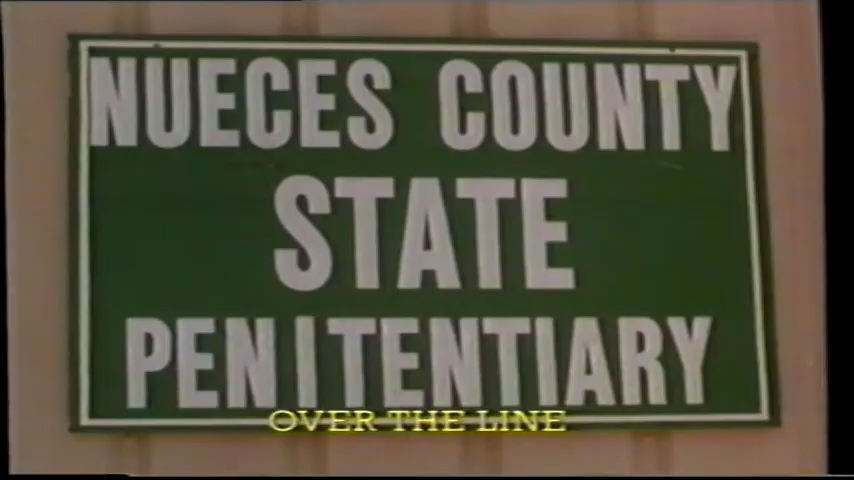 NUECES COUNTY
STATE
PENITENTIARY
OVER THE LINE